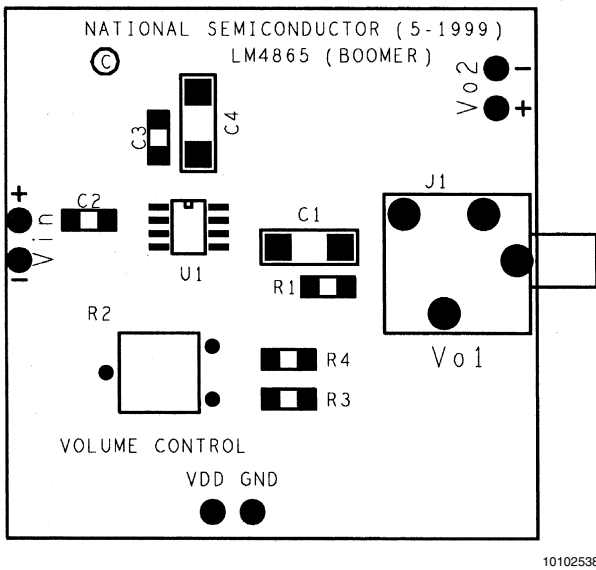 NATIONAL SEMICONDUCTOR (5-1999)
© LM4865 (BOOMER)
Vo2
-
+
C3
C4
C2
+
Vin
-
U1
C1
R1
J1
Vo1
R2
R4
R3
VOLUME CONTROL
VDD GND
10102538